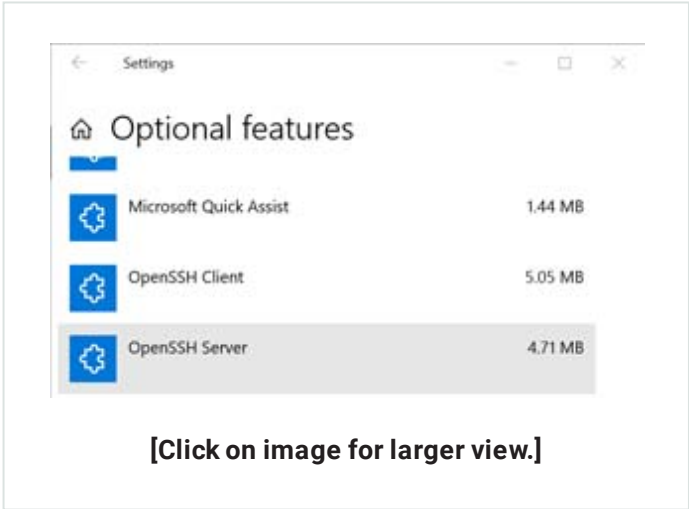 Settings
Optional features
Microsoft Quick Assist 1.44 MB
OpenSSH Client 5.05 MB
OpenSSH Server 4.71 MB
[Click on image for larger view.]